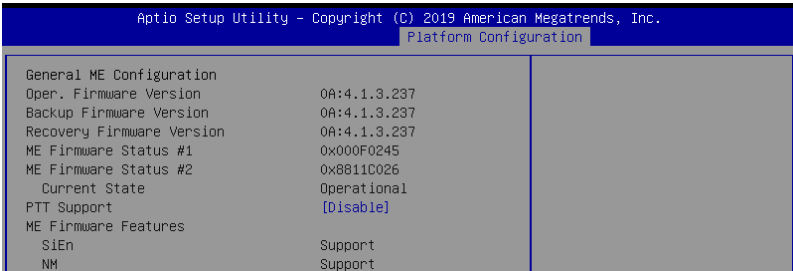 Aptio Setup Utility – Copyright (C) 2019 American Megatrends, Inc.
Platform Configuration
General ME Configuration
Oper. Firmware Version 0A:4.1.3.237
Backup Firmware Version 0A:4.1.3.237
Recovery Firmware Version 0A:4.1.3.237
ME Firmware Status #1 0x000F0245
ME Firmware Status #2 0x8811C026
Current State Operational
PTT Support [Disable]
ME Firmware Features
SiEn Support
NM Support